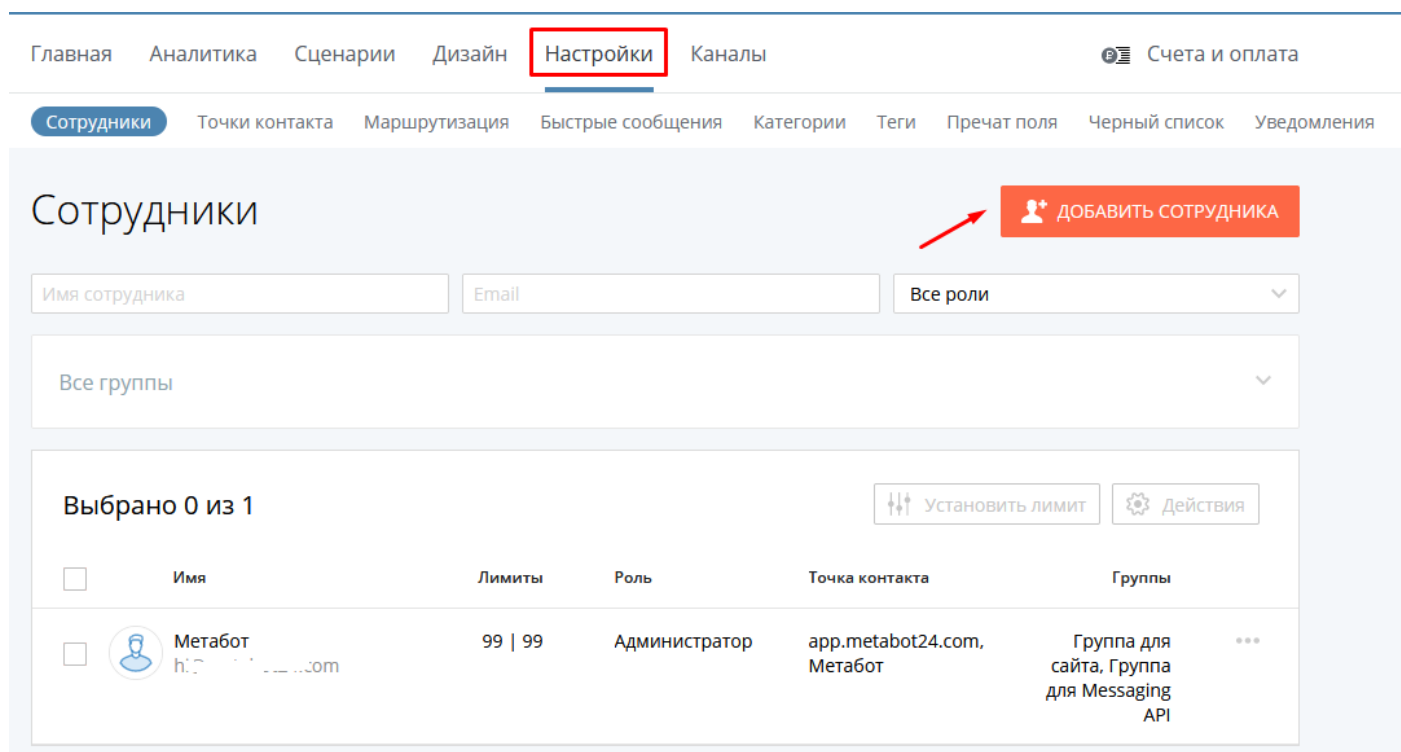 Главная Аналитика Сценарии Дизайн Настройки Каналы Счета и оплата
Сотрудники Точки контакта Маршрутизация Быстрые сообщения Категории Теги Пречат поля Черный список Уведомления
Сотрудники
ДОБАВИТЬ СОТРУДНИКА
Имя сотрудника Email Все роли
Все группы
Выбрано 0 из 1 Установить лимит Действия
Имя Лимиты Роль Точка контакта Группы
Метабот 99 | 99 Администратор app.metabot24.com, Группа для
Метабот сайта, Группа
для Messaging
API